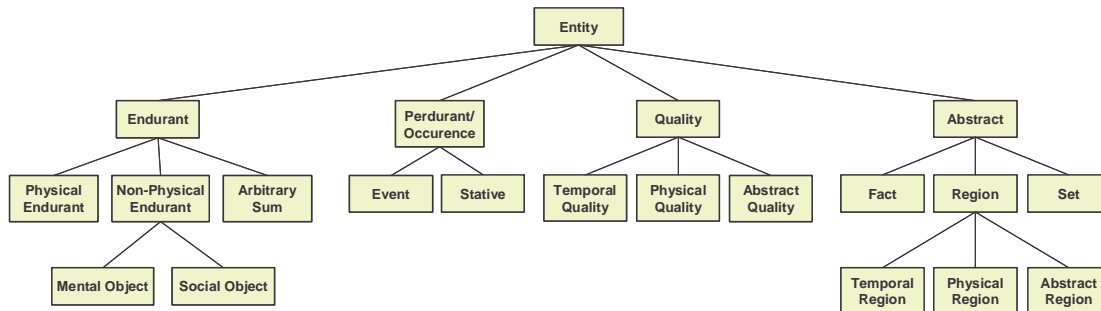 Entity
Endurant
Perdurant/
Occurence
Quality
Abstract
Physical
Endurant
Non-Physical
Endurant
Arbitrary
Sum
Event
Stative
Temporal
Quality
Physical
Quality
Abstract
Quality
Fact
Region
Set
Mental Object
Social Object
Temporal
Region
Physical
Region
Abstract
Region